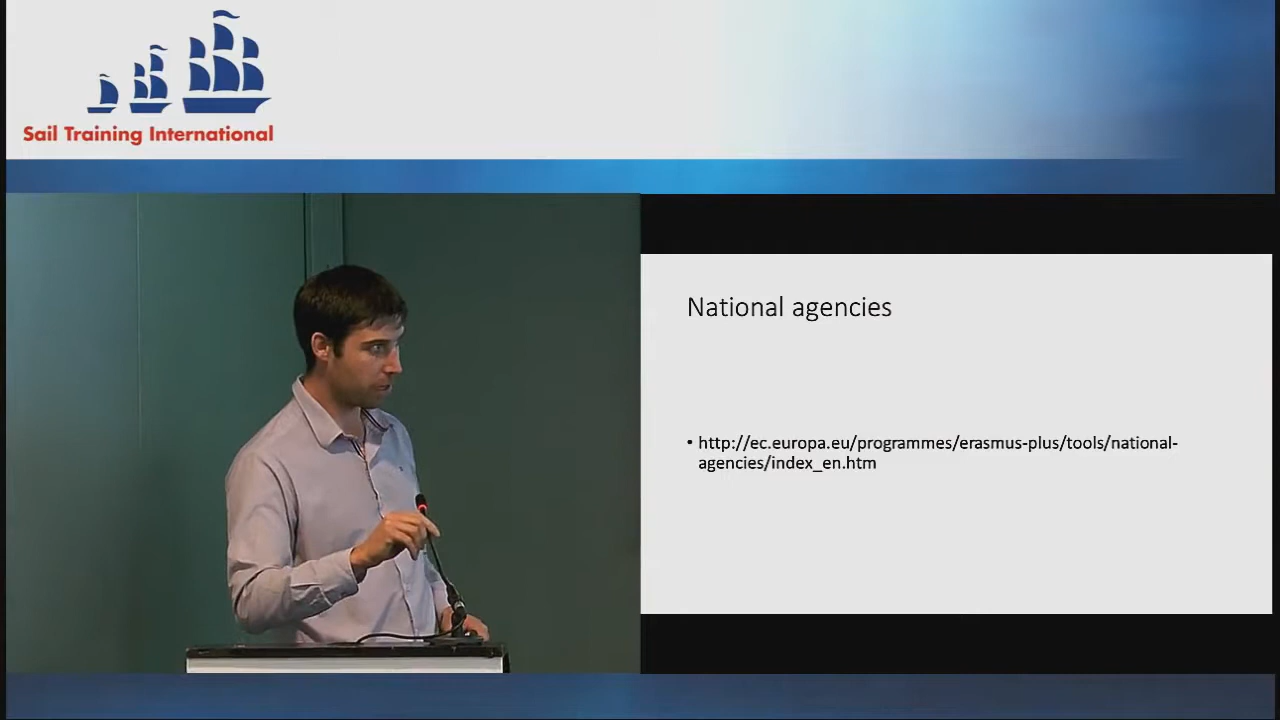 Sail Training International
National agencies
• http://ec.europa.eu/programmes/erasmus-plus/tools/national-
agencies/index_en.htm